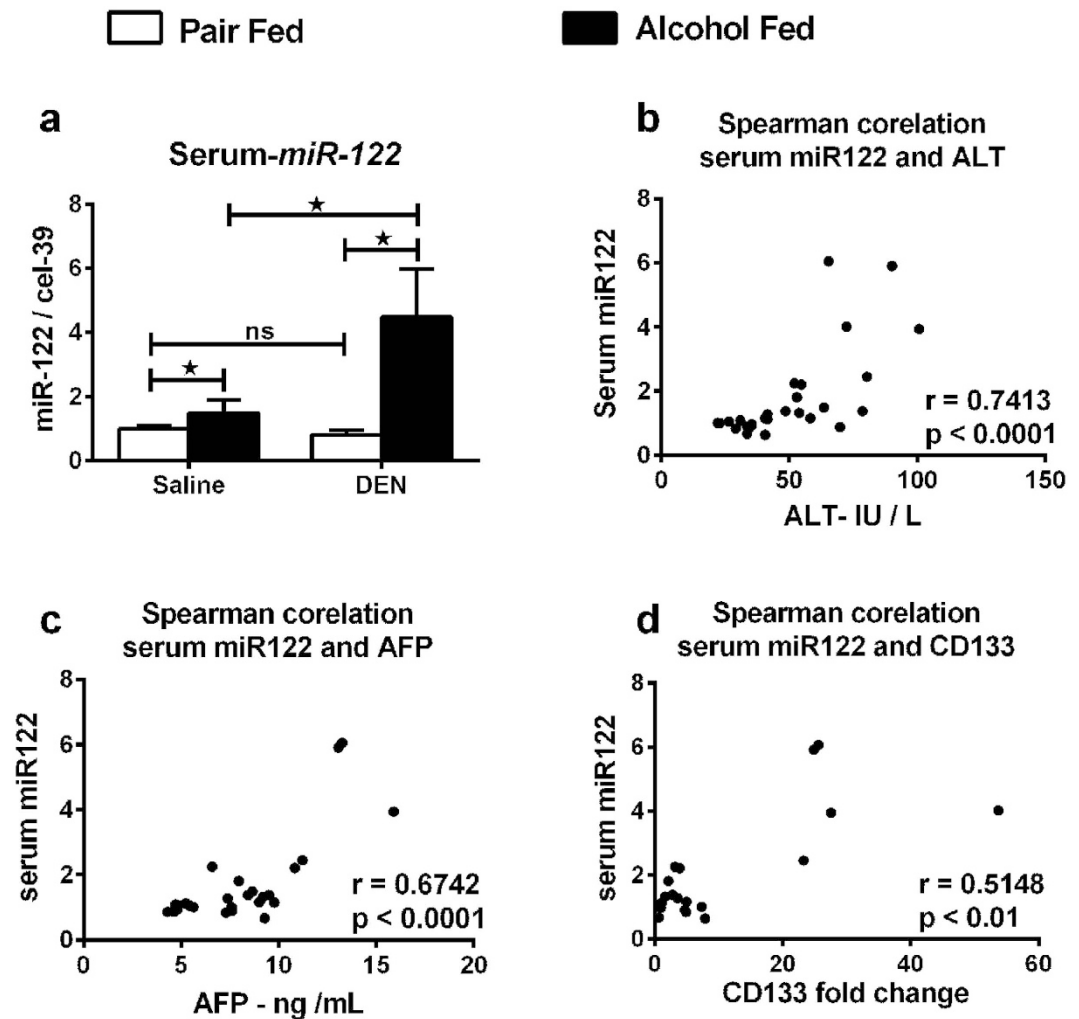 Pair Fed
Alcohol Fed
a
Serum-miR-122
miR-122 / cel-39
8
6
4
2
0
★
★
ns
★
Saline
DEN
b
Spearman corelation
serum miR122 and ALT
Serum miR122
8
6
4
2
0
r = 0.7413
p < 0.0001
50
100
150
ALT- IU / L
c
Spearman corelation
serum miR122 and AFP
serum miR122
8
6
4
2
0
r = 0.6742
p < 0.0001
0
5
10
15
20
AFP - ng /mL
d
Spearman corelation
serum miR122 and CD133
serum miR122
8
6
4
2
0
r = 0.5148
p < 0.01
0
20
40
60
CD133 fold change